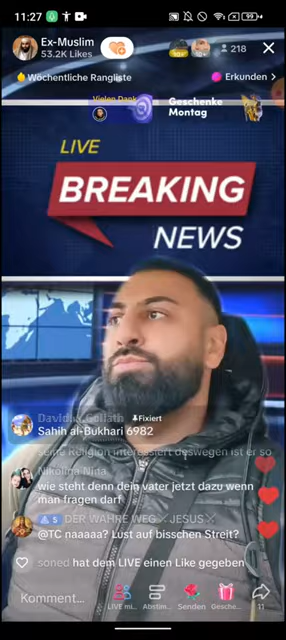 11:27
99+
Ex-Muslim
53.2K Likes
218
Wöchentliche Rangliste
Erkunden >
Vielen Dank
Geschenke
Montag
LIVE
BREAKING
NEWS
Davida x Goliath
Fixiert
Sahih al-Bukhari 6982
seine Religion interessiert deswegen ist er so
Nikolina Nina
wie steht denn dein vater jetzt dazu wenn
man fragen darf
5 DER WAHRE WEG JESUS
@TC naaaaa? Lust auf bisschen Streit?
soned hat dem LIVE einen Like gegeben
Komment...
LIVE mi...
Abstim...
Senden
Gesche...
11